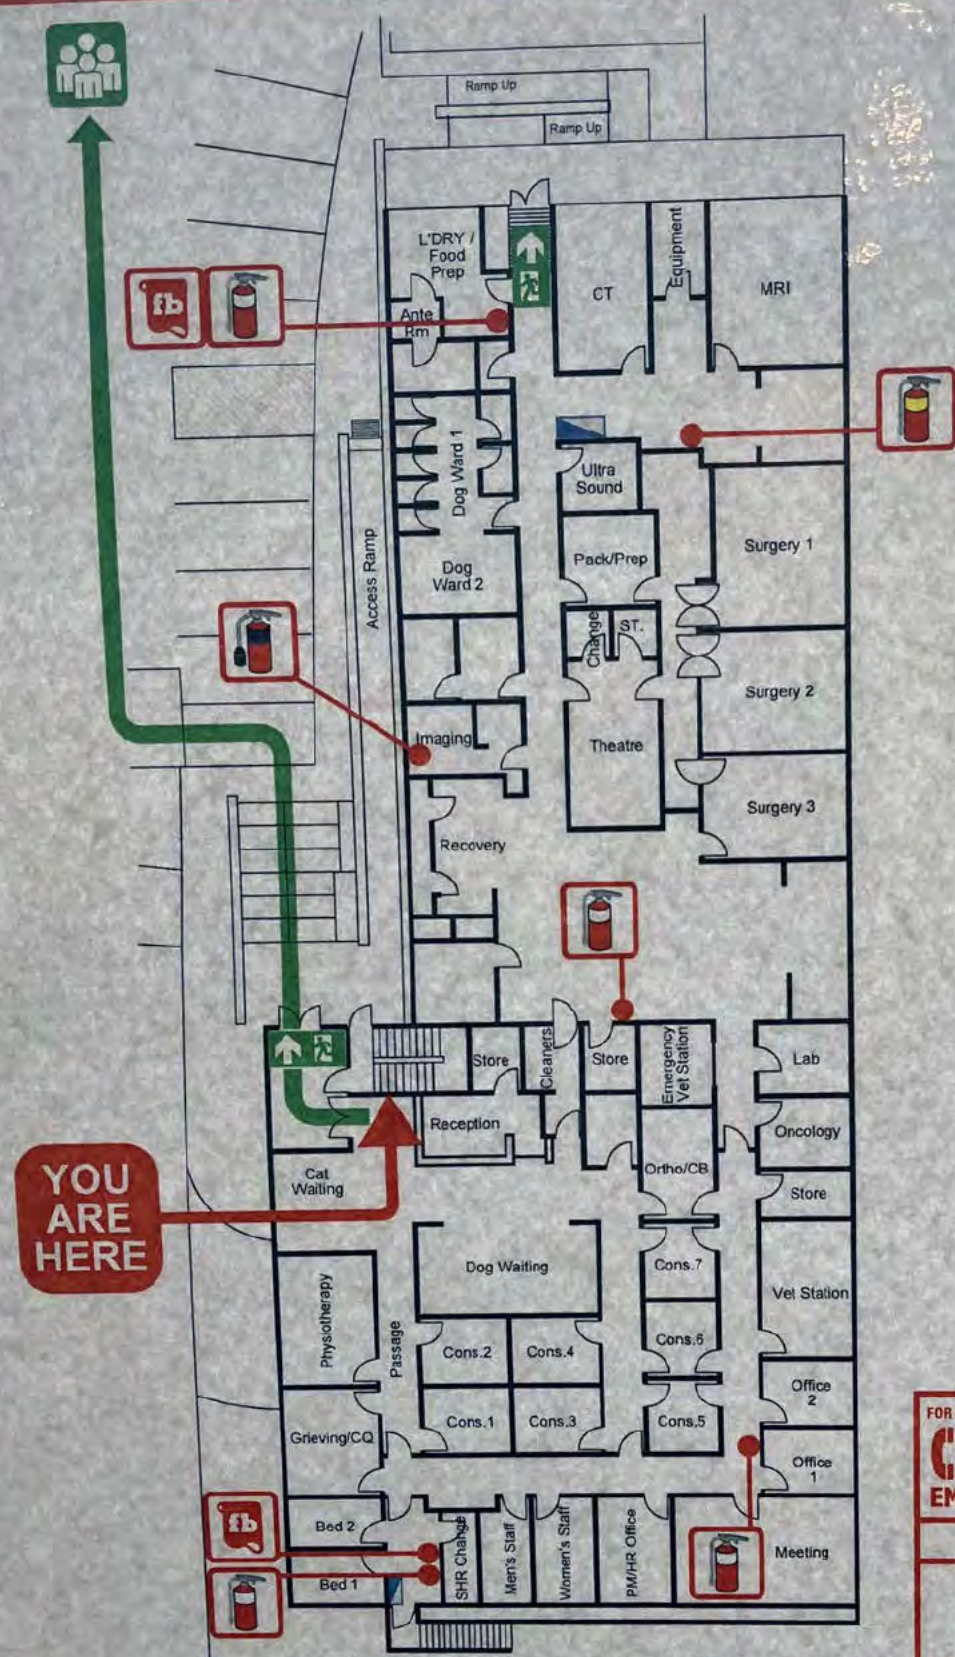 Ramp Up
Ramp Up
L'DRY /
Food
Prep
Equipment
CT
MRI
fb
Ante
Rm
Dog Ward 1
Ultra
Sound
Access Ramp
Dog
Ward 2
Pack/Prep
Surgery 1
Change
ST.
Surgery 2
Imaging
Theatre
Surgery 3
Recovery
Store
Cleaners
Store
Emergency
Vet Station
Lab
Reception
Oncology
YOU
ARE
HERE
Cat
Waiting
Ortho/CB
Store
Dog Waiting
Cons.7
Vet Station
Physiotherapy
Passage
Cons.2
Cons.4
Cons.6
Office
2
Cons.1
Cons.3
Cons.5
Grieving/CQ
Office
1
FOR
EM
fb
Bed 2
Bed 1
SHR Change
Men's Staff
Women's Staff
PM/HR Office
Meeting